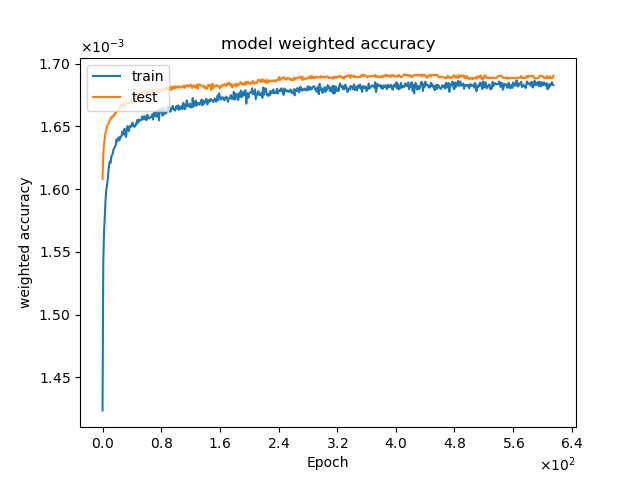 model weighted accuracy
×10⁻³
1.70
1.65
1.60
1.55
1.50
1.45
weighted accuracy
train
test
0.0 0.8 1.6 2.4 3.2 4.0 4.8 5.6 6.4
Epoch
×10²